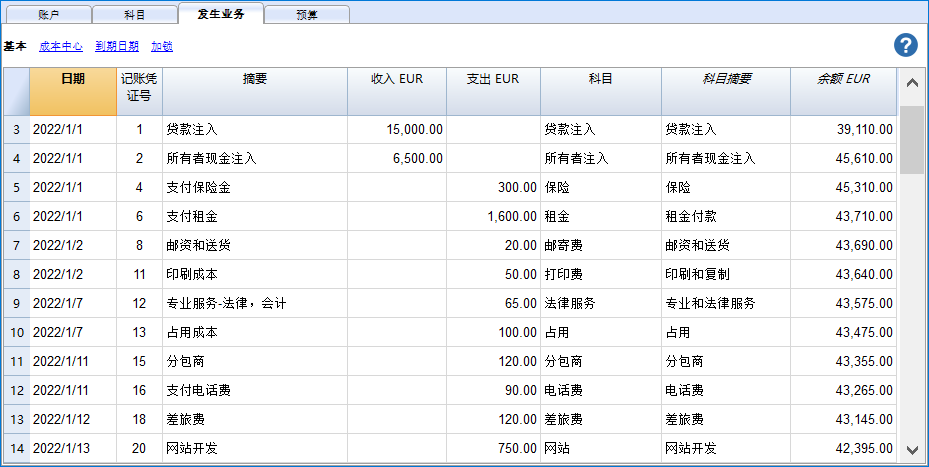 账户 科目 发生业务 预算
基本 成本中心 到期日期 加锁 ?
日期 记账凭证号 摘要 收入 EUR 支出 EUR 科目 科目摘要 余额 EUR
3 2022/1/1 1 贷款注入 15,000.00 贷款注入 贷款注入 39,110.00
4 2022/1/1 2 所有者现金注入 6,500.00 所有者注入 所有者现金注入 45,610.00
5 2022/1/1 4 支付保险金 300.00 保险 保险 45,310.00
6 2022/1/1 6 支付租金 1,600.00 租金 租金付款 43,710.00
7 2022/1/2 8 邮资和送货 20.00 邮寄费 邮资和送货 43,690.00
8 2022/1/2 11 印刷成本 50.00 打印费 印刷和复制 43,640.00
9 2022/1/7 12 专业服务-法律，会计 65.00 法律服务 专业和法律服务 43,575.00
10 2022/1/7 13 占用成本 100.00 占用 占用 43,475.00
11 2022/1/11 15 分包商 120.00 分包商 分包商 43,355.00
12 2022/1/11 16 支付电话费 90.00 电话费 电话费 43,265.00
13 2022/1/12 18 差旅费 120.00 差旅费 差旅费 43,145.00
14 2022/1/13 20 网站开发 750.00 网站 网站开发 42,395.00